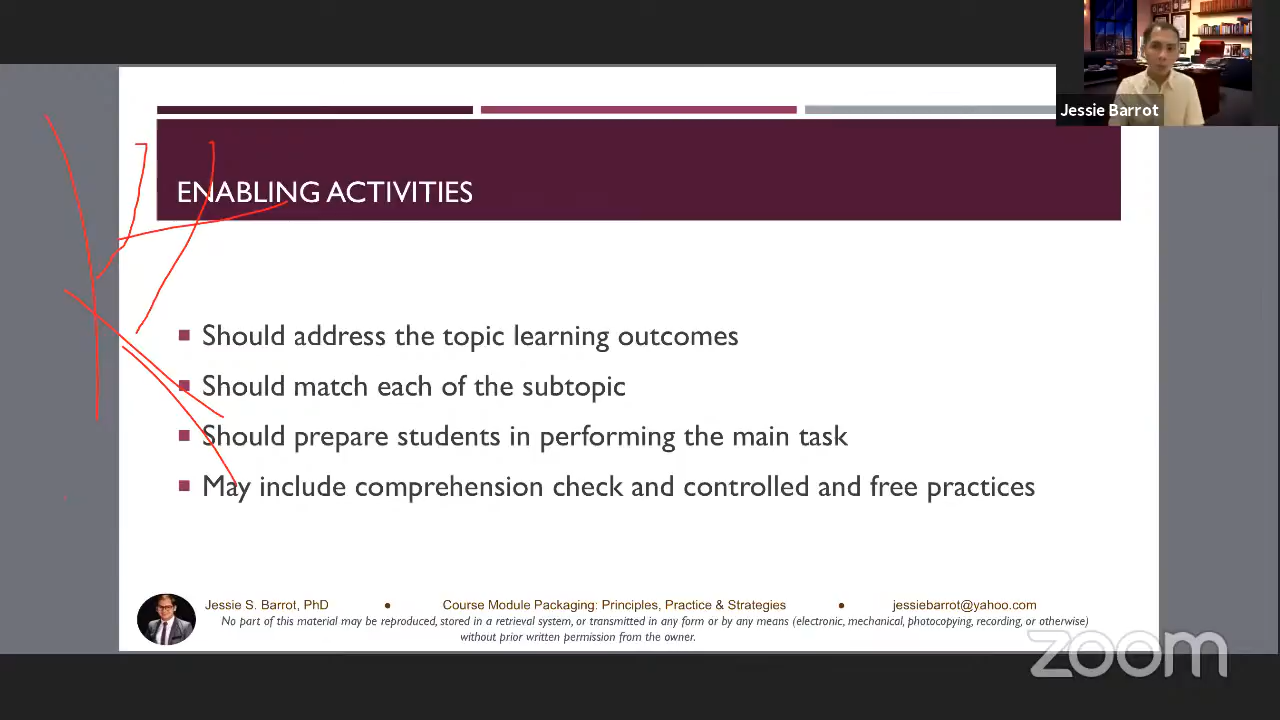 Jessie Barrot
ENABLING ACTIVITIES
Should address the topic learning outcomes
Should match each of the subtopic
Should prepare students in performing the main task
May include comprehension check and controlled and free practices
Jessie S. Barrot, PhD ● Course Module Packaging: Principles, Practice & Strategies ● jessiebarrot@yahoo.com
No part of this material may be reproduced, stored in a retrieval system, or transmitted in any form or by any means (electronic, mechanical, photocopying, recording, or otherwise)
without prior written permission from the owner.
zoom